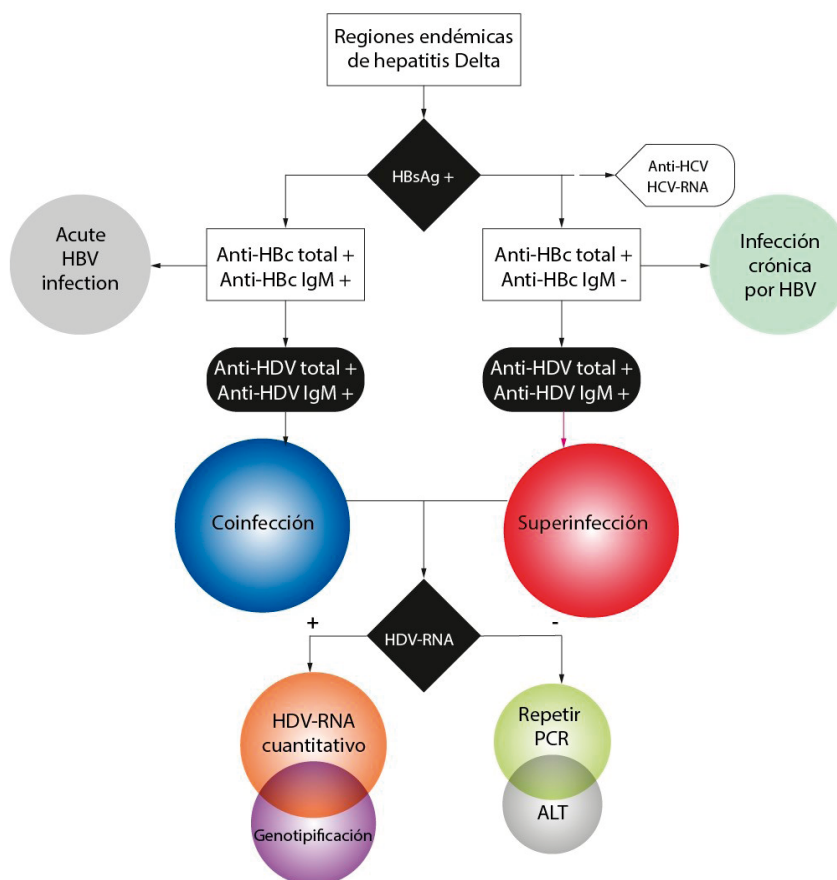 Regiones endémicas
de hepatitis Delta
HBsAg +
Anti-HCV
HCV-RNA
Acute
HBV
infection
Anti-HBc total +
Anti-HBc IgM +
Anti-HBc total +
Anti-HBc IgM -
Infección
crónica
por HBV
Anti-HDV total +
Anti-HDV IgM +
Anti-HDV total +
Anti-HDV IgM +
Coinfección
Superinfección
+
-
HDV-RNA
HDV-RNA
cuantitativo
Genotipificación
Repetir
PCR
ALT